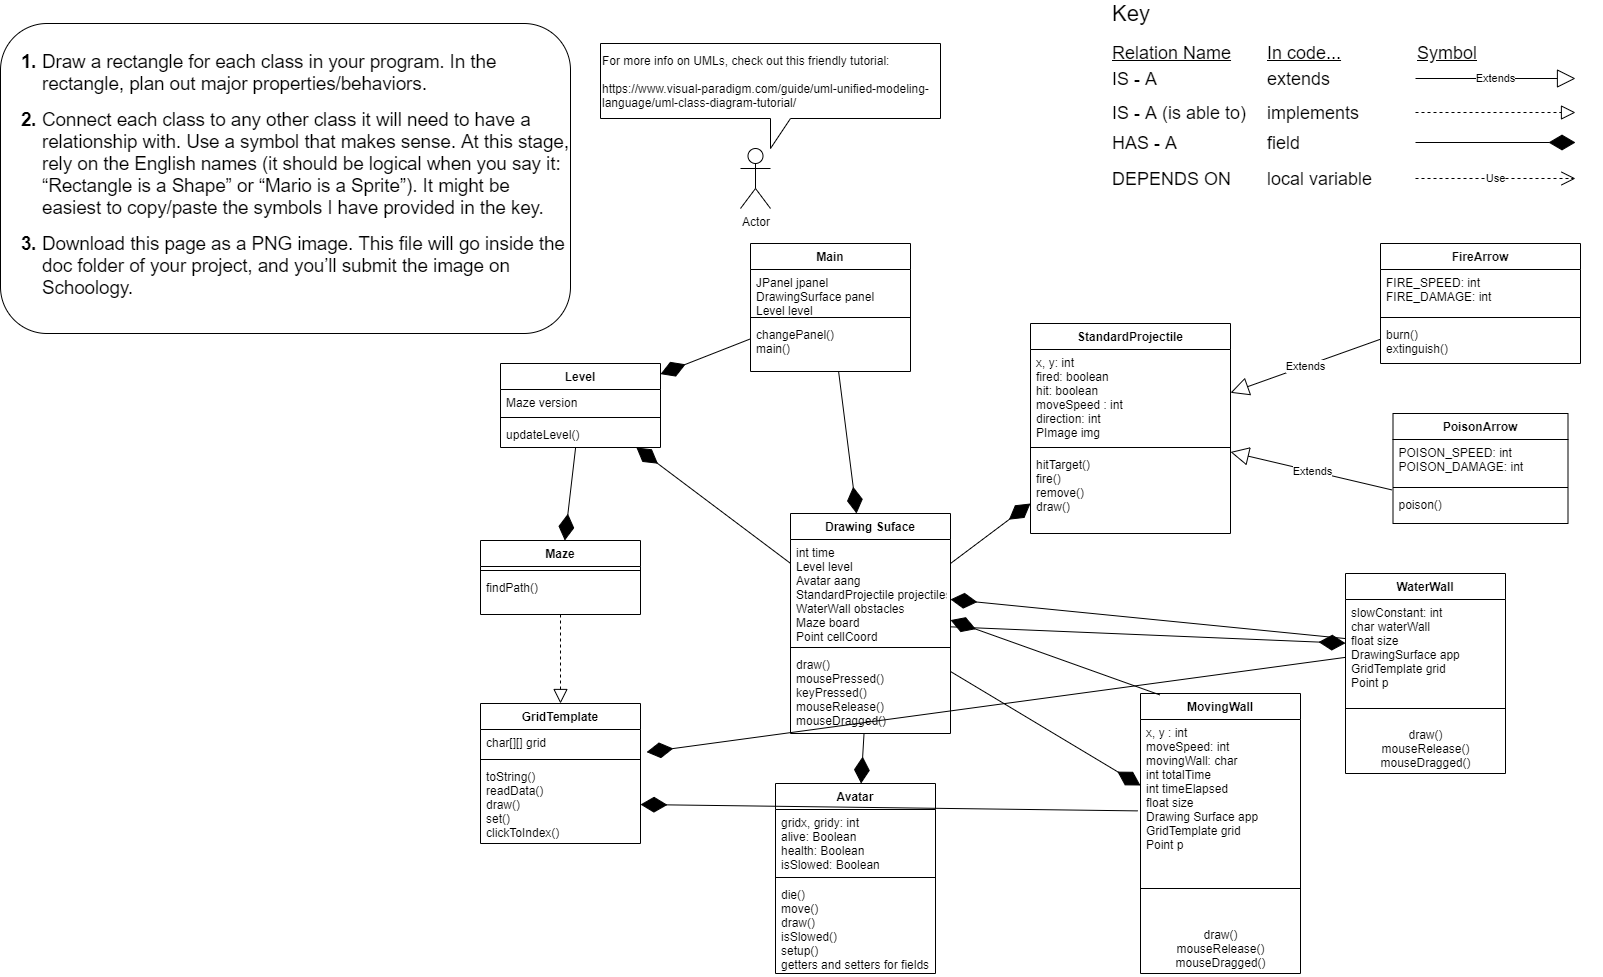 1. Draw a rectangle for each class in your program. In the
rectangle, plan out major properties/behaviors.
2. Connect each class to any other class it will need to have a
relationship with. Use a symbol that makes sense. At this stage,
rely on the English names (it should be logical when you say it:
“Rectangle is a Shape” or “Mario is a Sprite”). It might be
easiest to copy/paste the symbols I have provided in the key.
3. Download this page as a PNG image. This file will go inside the
doc folder of your project, and you’ll submit the image on
Schoology.
For more info on UMLs, check out this friendly tutorial:
https://www.visual-paradigm.com/guide/uml-unified-modeling-
language/uml-class-diagram-tutorial/
Actor
Key
Relation Name In code... Symbol
IS - A extends Extends
IS - A (is able to) implements
HAS - A field
DEPENDS ON local variable Use
Main
JPanel jpanel
DrawingSurface panel
Level level
changePanel()
main()
Level
Maze version
updateLevel()
Maze
findPath()
GridTemplate
char[][] grid
toString()
readData()
draw()
set()
clickToIndex()
Drawing Suface
int time
Level level
Avatar aang
StandardProjectile projectile
WaterWall obstacles
Maze board
Point cellCoord
draw()
mousePressed()
keyPressed()
mouseRelease()
mouseDragged()
Avatar
gridx, gridy: int
alive: Boolean
health: Boolean
isSlowed: Boolean
die()
move()
draw()
isSlowed()
setup()
getters and setters for fields
StandardProjectile
x, y: int
fired: boolean
hit: boolean
moveSpeed : int
direction: int
PImage img
hitTarget()
fire()
remove()
draw()
Extends
Extends
FireArrow
FIRE_SPEED: int
FIRE_DAMAGE: int
burn()
extinguish()
PoisonArrow
POISON_SPEED: int
POISON_DAMAGE: int
poison()
WaterWall
slowConstant: int
char waterWall
float size
DrawingSurface app
GridTemplate grid
Point p
draw()
mouseRelease()
mouseDragged()
MovingWall
x, y : int
moveSpeed: int
movingWall: char
int totalTime
int timeElapsed
float size
Drawing Surface app
GridTemplate grid
Point p
draw()
mouseRelease()
mouseDragged()